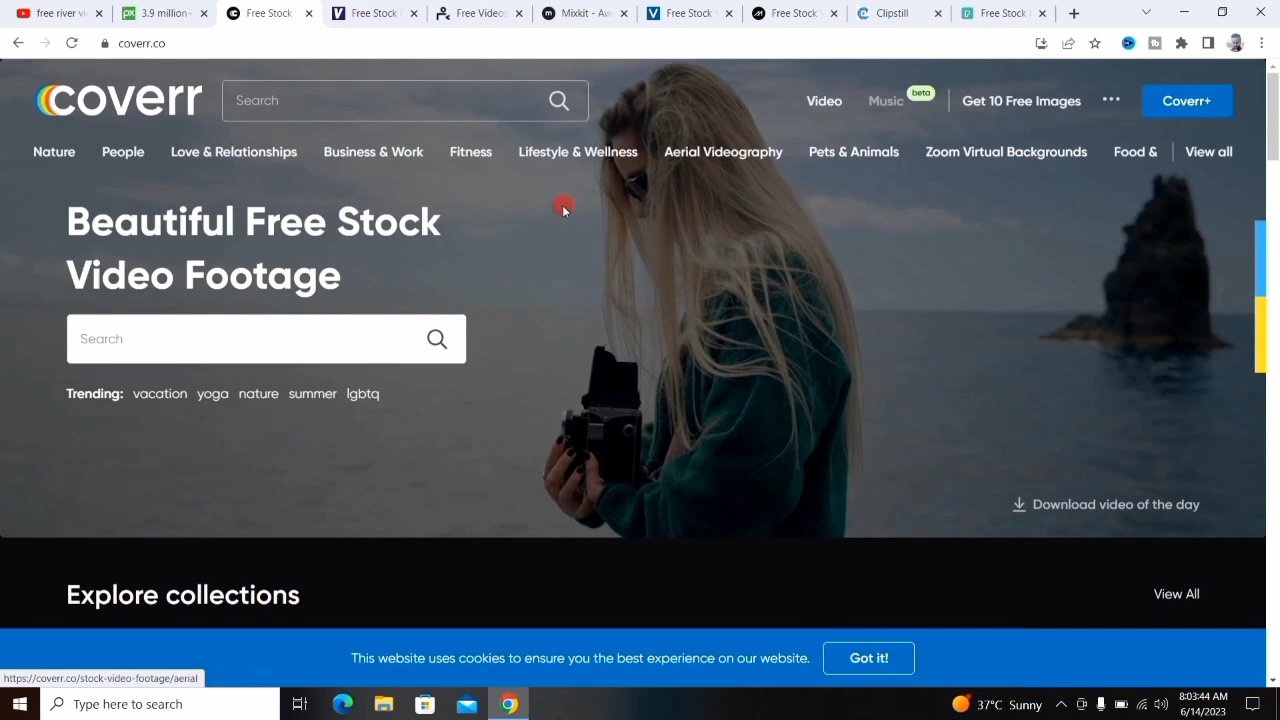 free river vi
3.9 million+
Free Stock
Free Stock F
Free Videos
Mixkit - Aw
Free Stock
Free Stock
Clipstill
Free Stock
coverr.co
coverr
Search
Video
Music
beta
Get 10 Free Images
Coverr+
Nature People Love & Relationships Business & Work Fitness Lifestyle & Wellness Aerial Videography Pets & Animals Zoom Virtual Backgrounds Food & View all
Beautiful Free Stock
Video Footage
Search
Trending: vacation yoga nature summer lgbtq
Download video of the day
Explore collections
View All
This website uses cookies to ensure you the best experience on our website.
Got it!
https://coverr.co/stock-video-footage/aerial
Type here to search
37°C Sunny
8:03:44 AM
6/14/2023